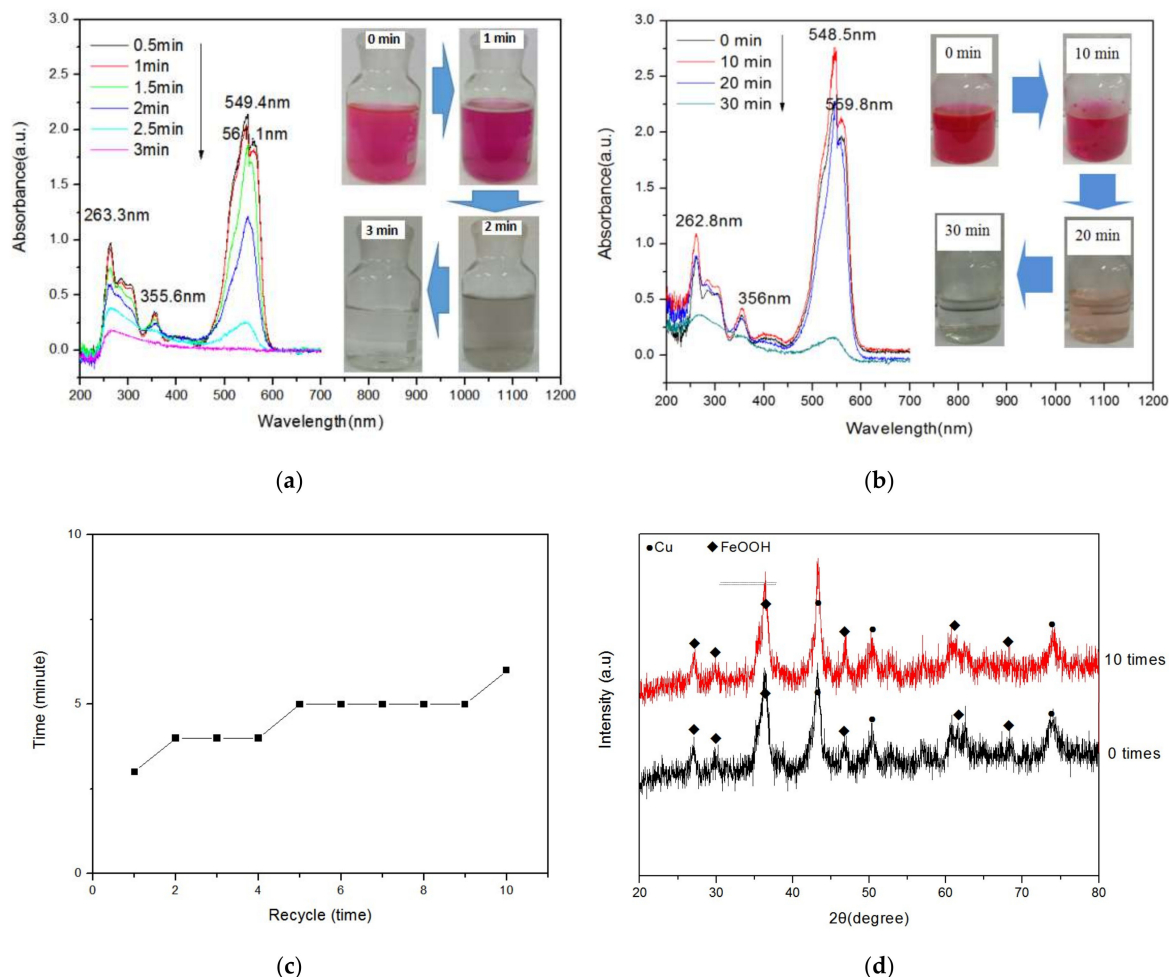 3.0
2.5
2.0
1.5
1.0
0.5
0.0
Absorbance(a.u.)
0.5min
1min
1.5min
2min
2.5min
3min
263.3nm
355.6nm
549.4nm
0 min
1 min
3 min
2 min
200 300 400 500 600 700 800 900 1000 1100 1200
Wavelength(nm)
(a)
3.0
2.5
2.0
1.5
1.0
0.5
0.0
Absorbance(a.u.)
0 min
10 min
20 min
30 min
262.8nm
356nm
548.5nm
559.8nm
0 min
10 min
30 min
20 min
200 300 400 500 600 700 800 900 1000 1100 1200
Wavelength(nm)
(b)
10
5
0
Time (minute)
0 2 4 6 8 10
Recycle (time)
(c)
Cu FeOOH
Intensity (a.u)
10 times
0 times
20 30 40 50 60 70 80
2θ(degree)
(d)